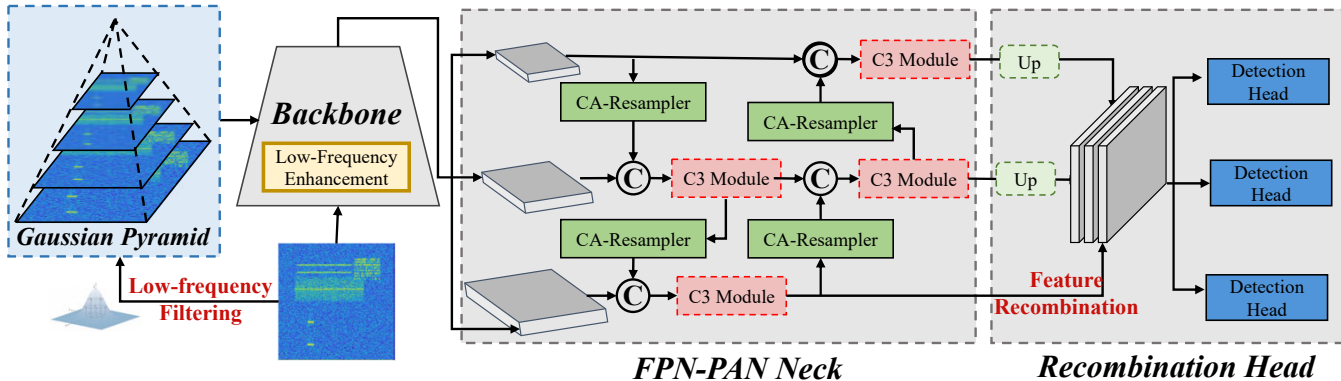 Gaussian Pyramid
Low-frequency
Filtering
Backbone
Low-Frequency
Enhancement
C
C3 Module
CA-Resampler
CA-Resampler
C
C3 Module
C
C3 Module
CA-Resampler
CA-Resampler
C
C3 Module
FPN-PAN Neck
Up
Up
Feature
Recombination
Detection
Head
Detection
Head
Detection
Head
Recombination Head